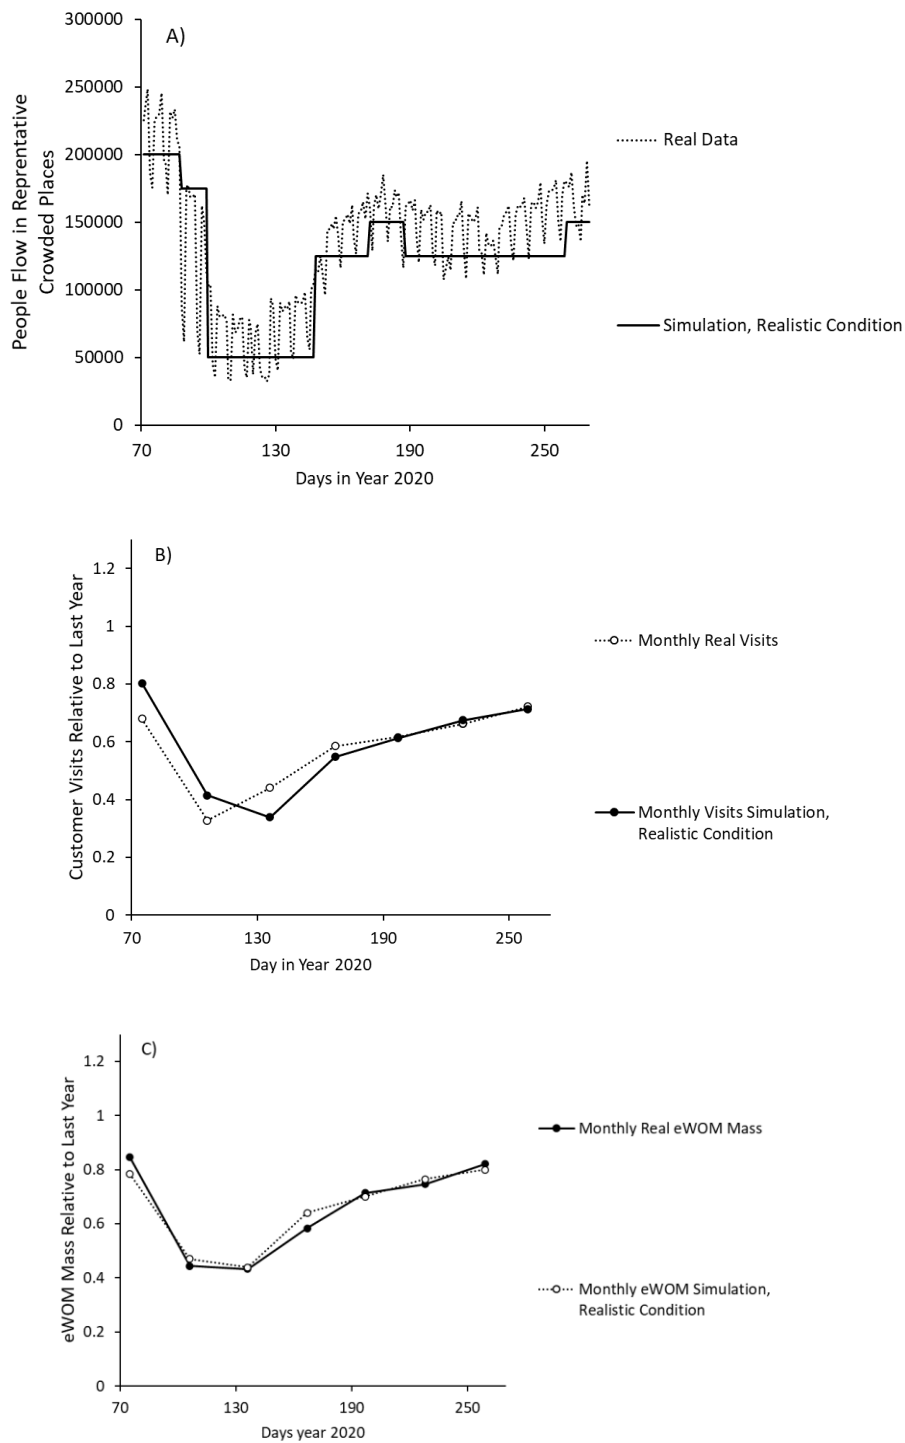 A)
300000
250000
200000
150000
100000
50000
0
People Flow in Reprentative
Crowded Places
70 130 190 250
Days in Year 2020
Real Data
Simulation, Realistic Condition
B)
1.2
1
0.8
0.6
0.4
0.2
0
Customer Visits Relative to Last Year
70 130 190 250
Day in Year 2020
Monthly Real Visits
Monthly Visits Simulation,
Realistic Condition
C)
1.2
1
0.8
0.6
0.4
0.2
0
eWOM Mass Relative to Last Year
70 130 190 250
Days year 2020
Monthly Real eWOM Mass
Monthly eWOM Simulation,
Realistic Condition